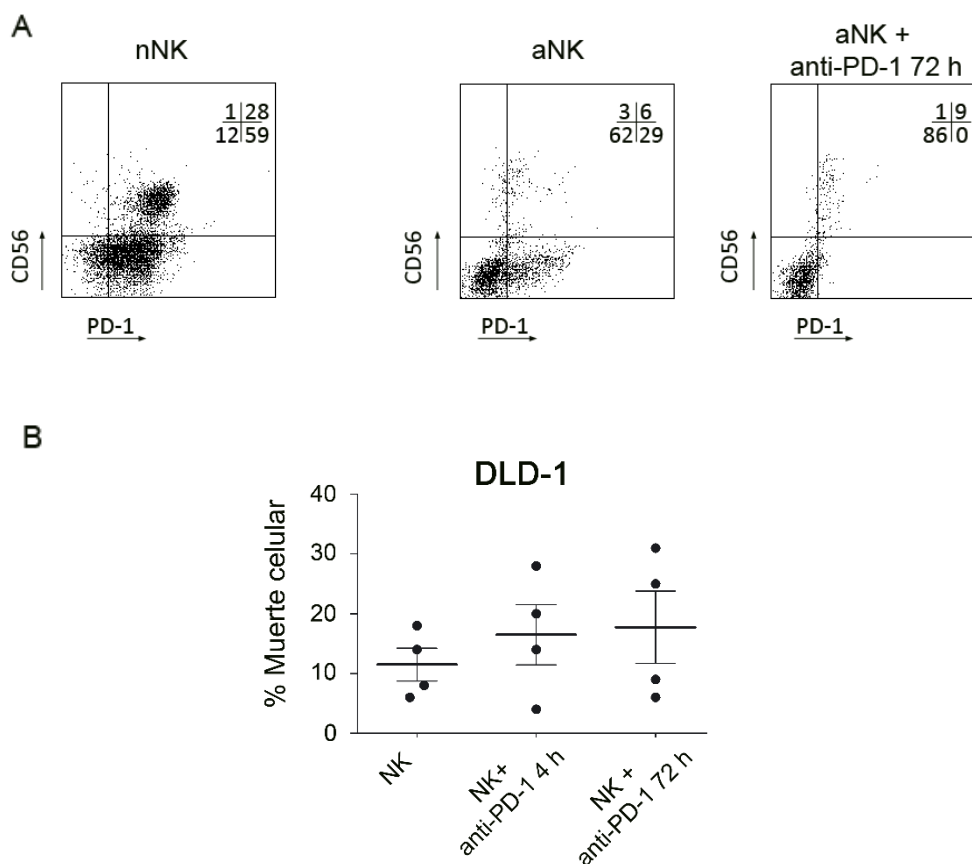 A
nNK
aNK
aNK +
anti-PD-1 72 h
1 28
12 59
3 6
62 29
1 9
86 0
CD56
CD56
CD56
PD-1
PD-1
PD-1
B
DLD-1
% Muerte celular
40
30
20
10
0
NK
NK+
anti-PD-1 4 h
NK +
anti-PD-1 72 h